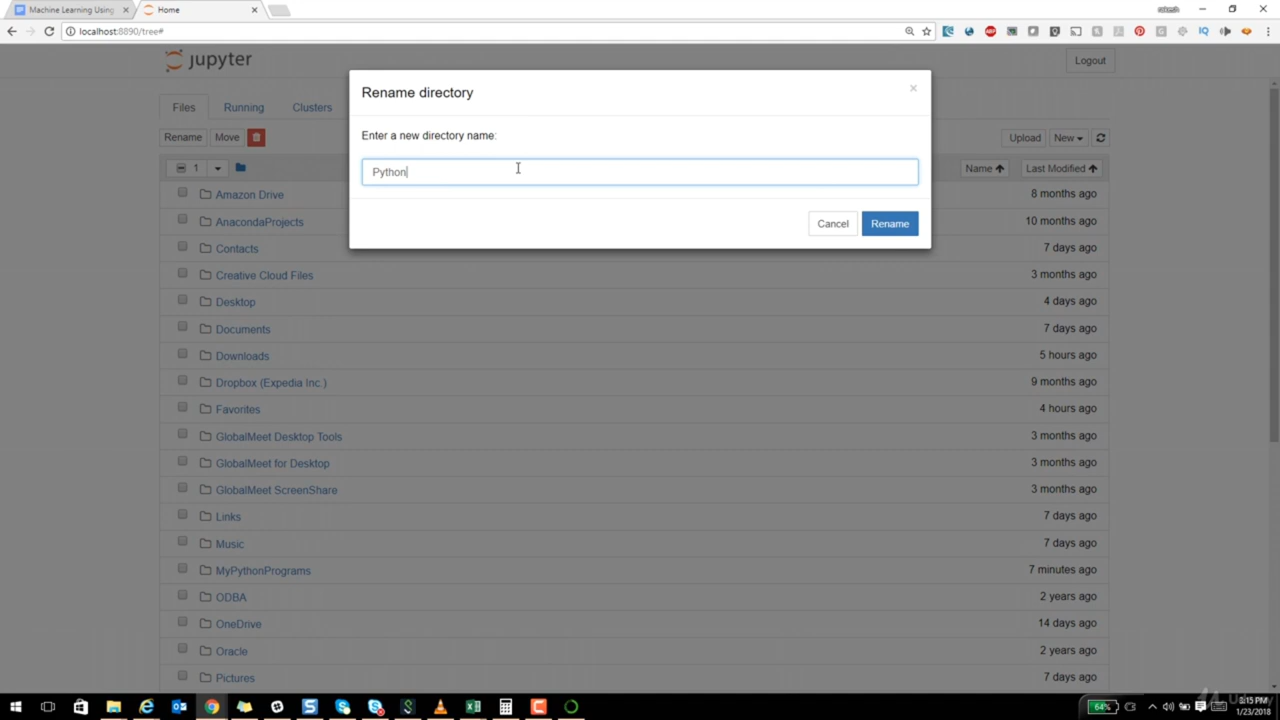 Machine Learning Using
Home
rakesh
localhost:8890/tree#
jupyter
Logout
Files
Running
Clusters
Rename
Move
Upload
New
1
Name
Last Modified
Rename directory
Enter a new directory name:
Python
Cancel
Rename
Amazon Drive
8 months ago
AnacondaProjects
10 months ago
Contacts
7 days ago
Creative Cloud Files
3 months ago
Desktop
4 days ago
Documents
7 days ago
Downloads
5 hours ago
Dropbox (Expedia Inc.)
9 months ago
Favorites
4 hours ago
GlobalMeet Desktop Tools
3 months ago
GlobalMeet for Desktop
3 months ago
GlobalMeet ScreenShare
3 months ago
Links
7 days ago
Music
7 days ago
MyPythonPrograms
7 minutes ago
ODBA
2 years ago
OneDrive
14 days ago
Oracle
2 years ago
Pictures
7 days ago
64%
:15 PM
1/23/2018